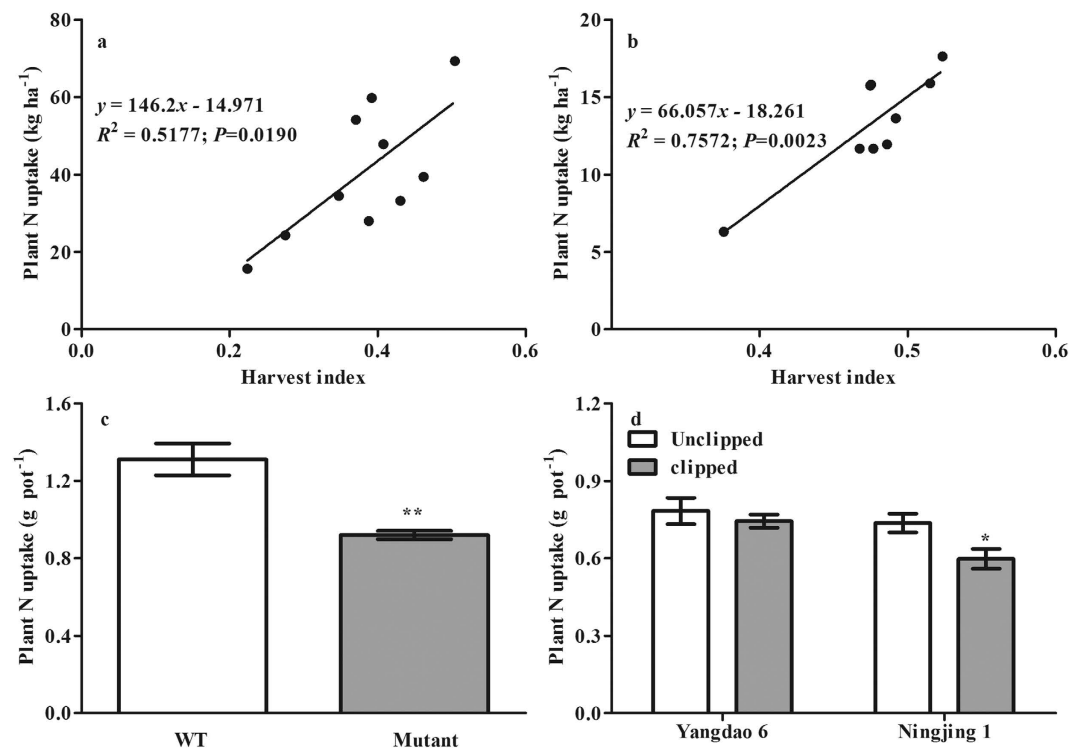 a
y = 146.2x - 14.971
R² = 0.5177; P=0.0190
Plant N uptake (kg ha⁻¹)
80
60
40
20
0
0.0 0.2 0.4 0.6
Harvest index
b
y = 66.057x - 18.261
R² = 0.7572; P=0.0023
Plant N uptake (kg ha⁻¹)
20
15
10
5
0
0.4 0.5 0.6
Harvest index
c
Plant N uptake (g pot⁻¹)
1.6
1.2
0.8
0.4
0.0
**
WT Mutant
d
Unclipped
clipped
Plant N uptake (g pot⁻¹)
1.2
0.9
0.6
0.3
0.0
*
Yangdao 6 Ningjing 1